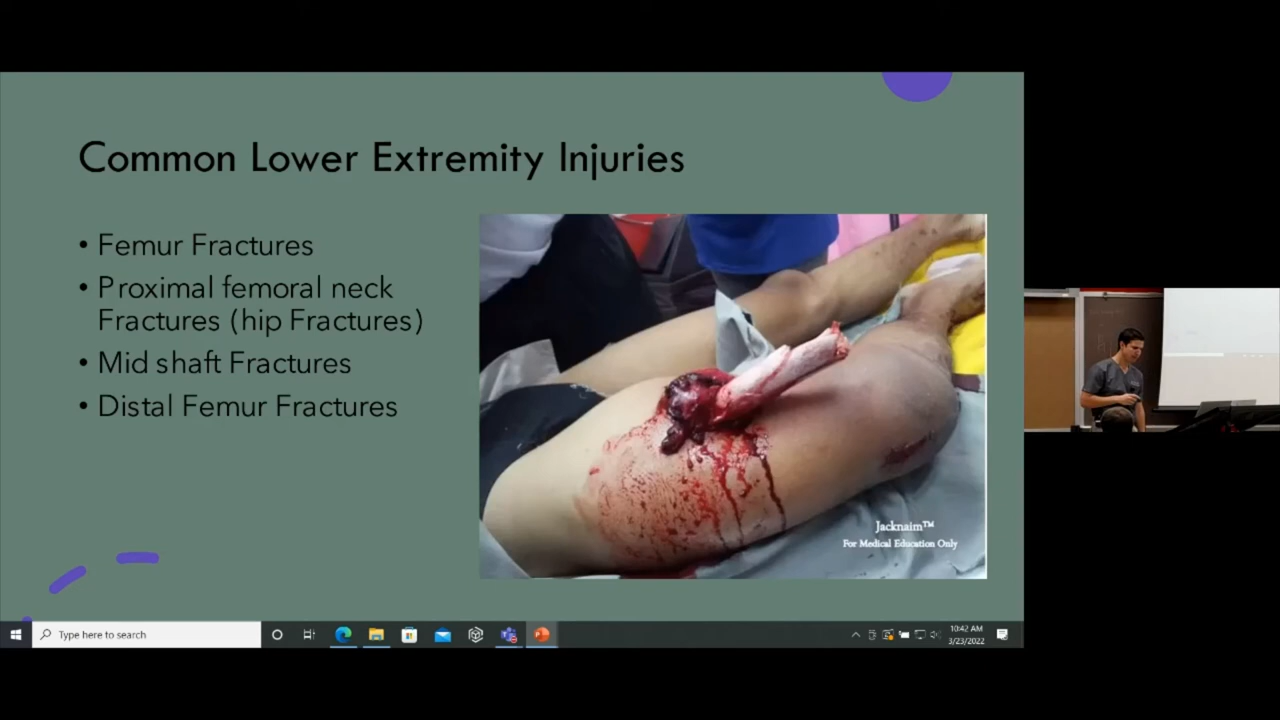 Common Lower Extremity Injuries
• Femur Fractures
• Proximal femoral neck
Fractures (hip Fractures)
• Mid shaft Fractures
• Distal Femur Fractures
Jacknaim™
For Medical Education Only
Type here to search
10:42 AM
3/23/2022